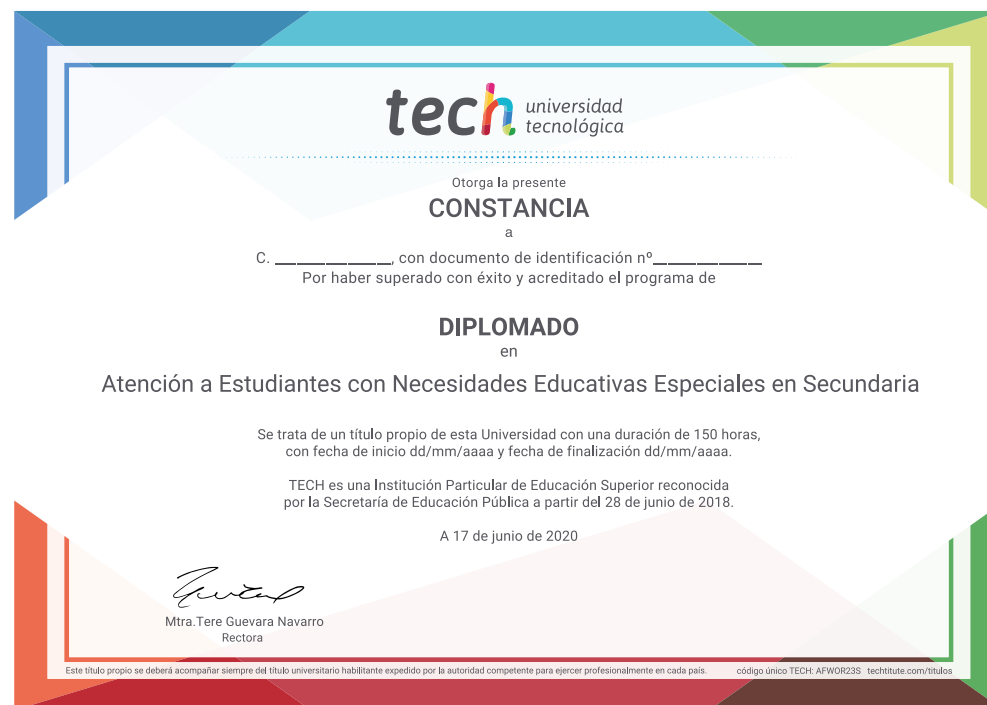 tech universidad
tecnológica
Otorga la presente
CONSTANCIA
a
C. ______________, con documento de identificación nº_____________
Por haber superado con éxito y acreditado el programa de
DIPLOMADO
en
Atención a Estudiantes con Necesidades Educativas Especiales en Secundaria
Se trata de un título propio de esta Universidad con una duración de 150 horas,
con fecha de inicio dd/mm/aaaa y fecha de finalización dd/mm/aaaa.
TECH es una Institución Particular de Educación Superior reconocida
por la Secretaría de Educación Pública a partir del 28 de junio de 2018.
A 17 de junio de 2020
Mtra.Tere Guevara Navarro
Rectora
Este título propio se deberá acompañar siempre del título universitario habilitante expedido por la autoridad competente para ejercer profesionalmente en cada país. código único TECH: AFWOR23S techtitute.com/titulos